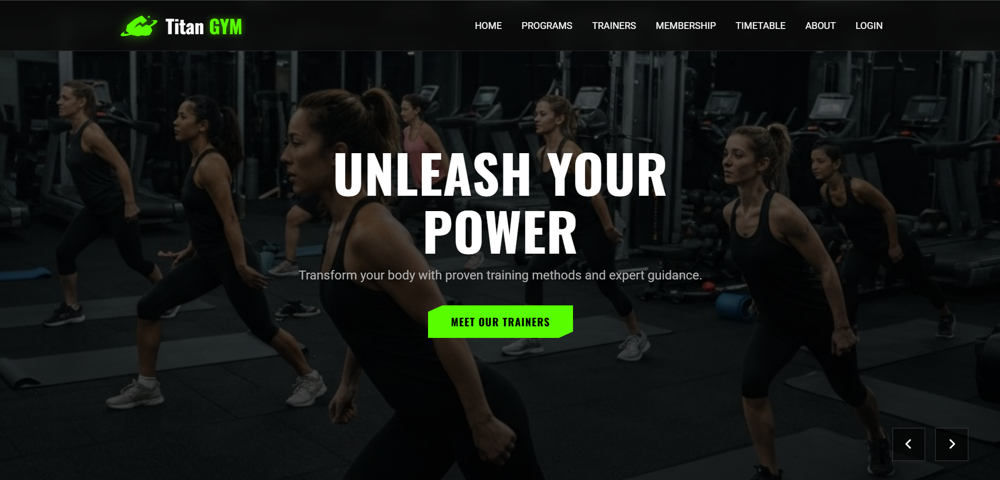 Titan GYM
HOME PROGRAMS TRAINERS MEMBERSHIP TIMETABLE ABOUT LOGIN
UNLEASH YOUR
POWER
Transform your body with proven training methods and expert guidance.
MEET OUR TRAINERS